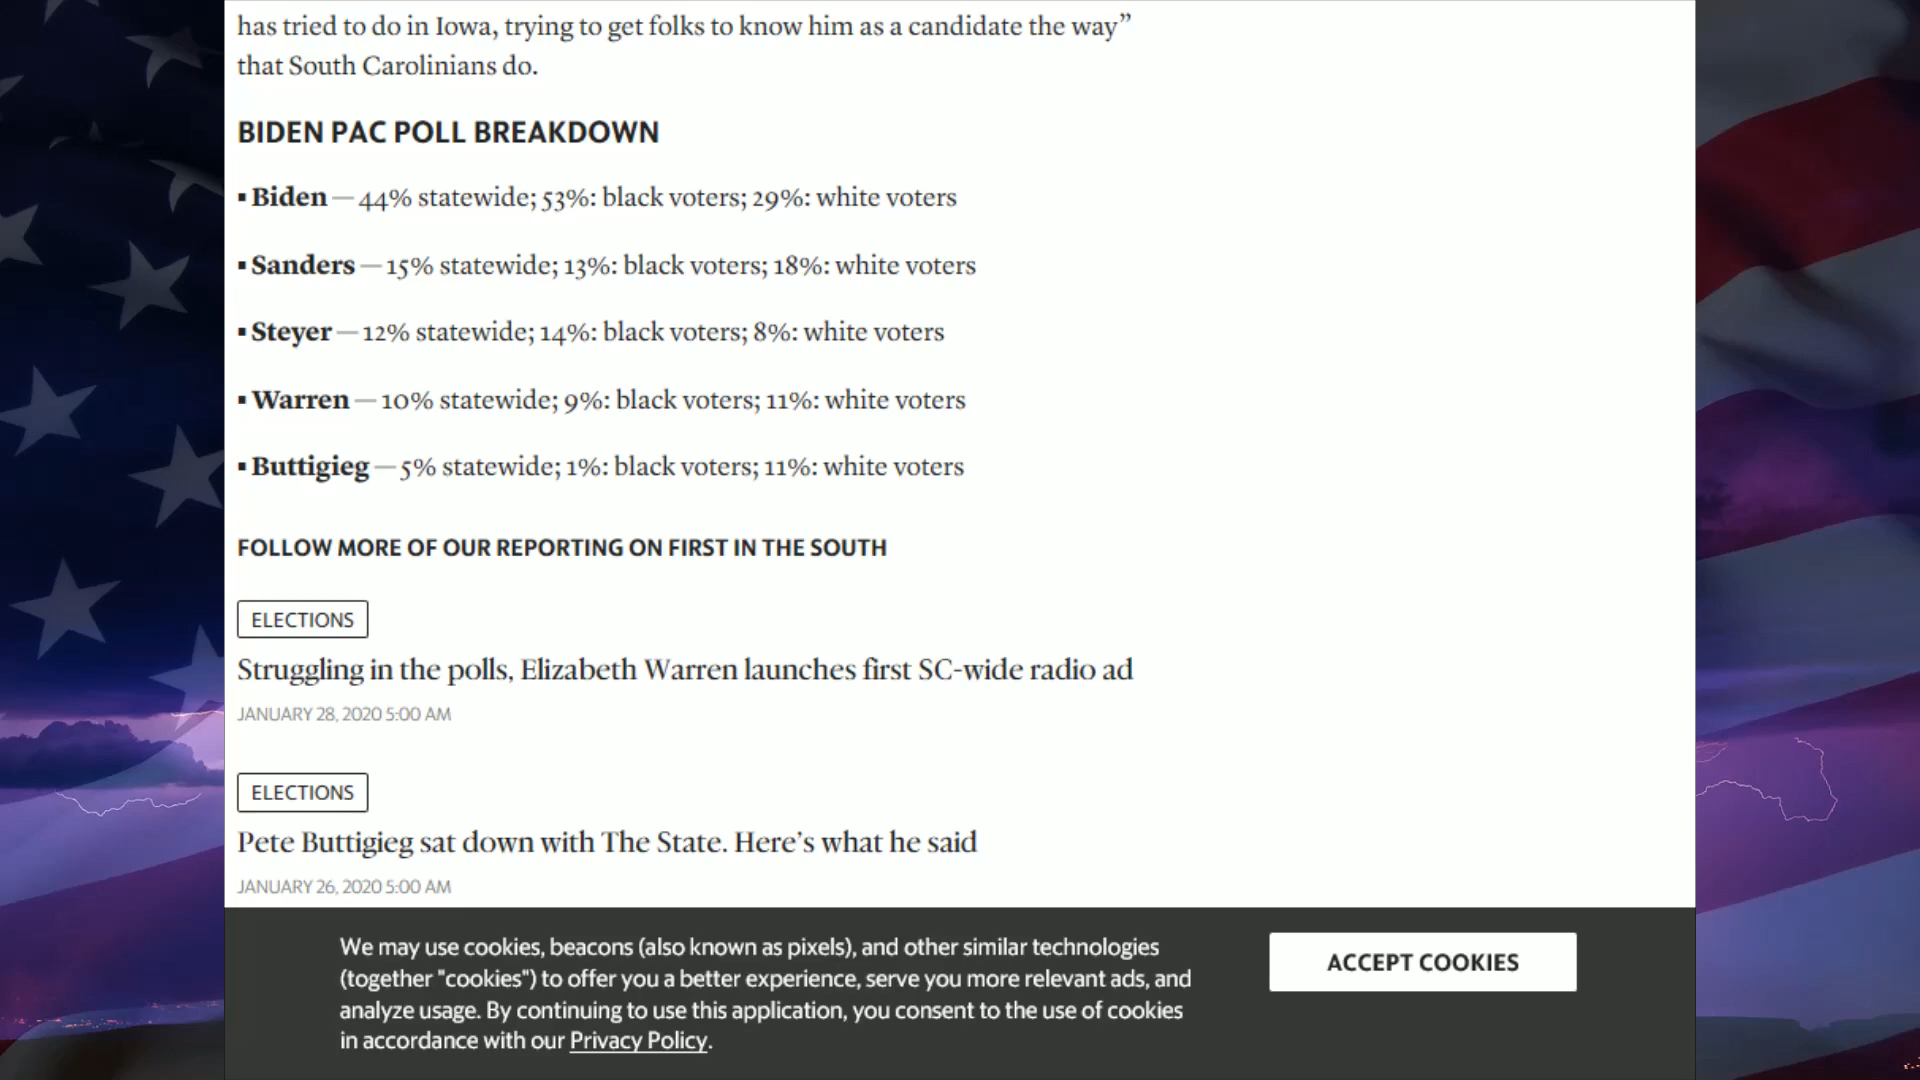 has tried to do in Iowa, trying to get folks to know him as a candidate the way”
that South Carolinians do.
BIDEN PAC POLL BREAKDOWN
▪ Biden — 44% statewide; 53%: black voters; 29%: white voters
▪ Sanders — 15% statewide; 13%: black voters; 18%: white voters
▪ Steyer — 12% statewide; 14%: black voters; 8%: white voters
▪ Warren — 10% statewide; 9%: black voters; 11%: white voters
▪ Buttigieg — 5% statewide; 1%: black voters; 11%: white voters
FOLLOW MORE OF OUR REPORTING ON FIRST IN THE SOUTH
ELECTIONS
Struggling in the polls, Elizabeth Warren launches first SC-wide radio ad
JANUARY 28, 2020 5:00 AM
ELECTIONS
Pete Buttigieg sat down with The State. Here’s what he said
JANUARY 26, 2020 5:00 AM
We may use cookies, beacons (also known as pixels), and other similar technologies
(together "cookies") to offer you a better experience, serve you more relevant ads, and
analyze usage. By continuing to use this application, you consent to the use of cookies
in accordance with our Privacy Policy.
ACCEPT COOKIES